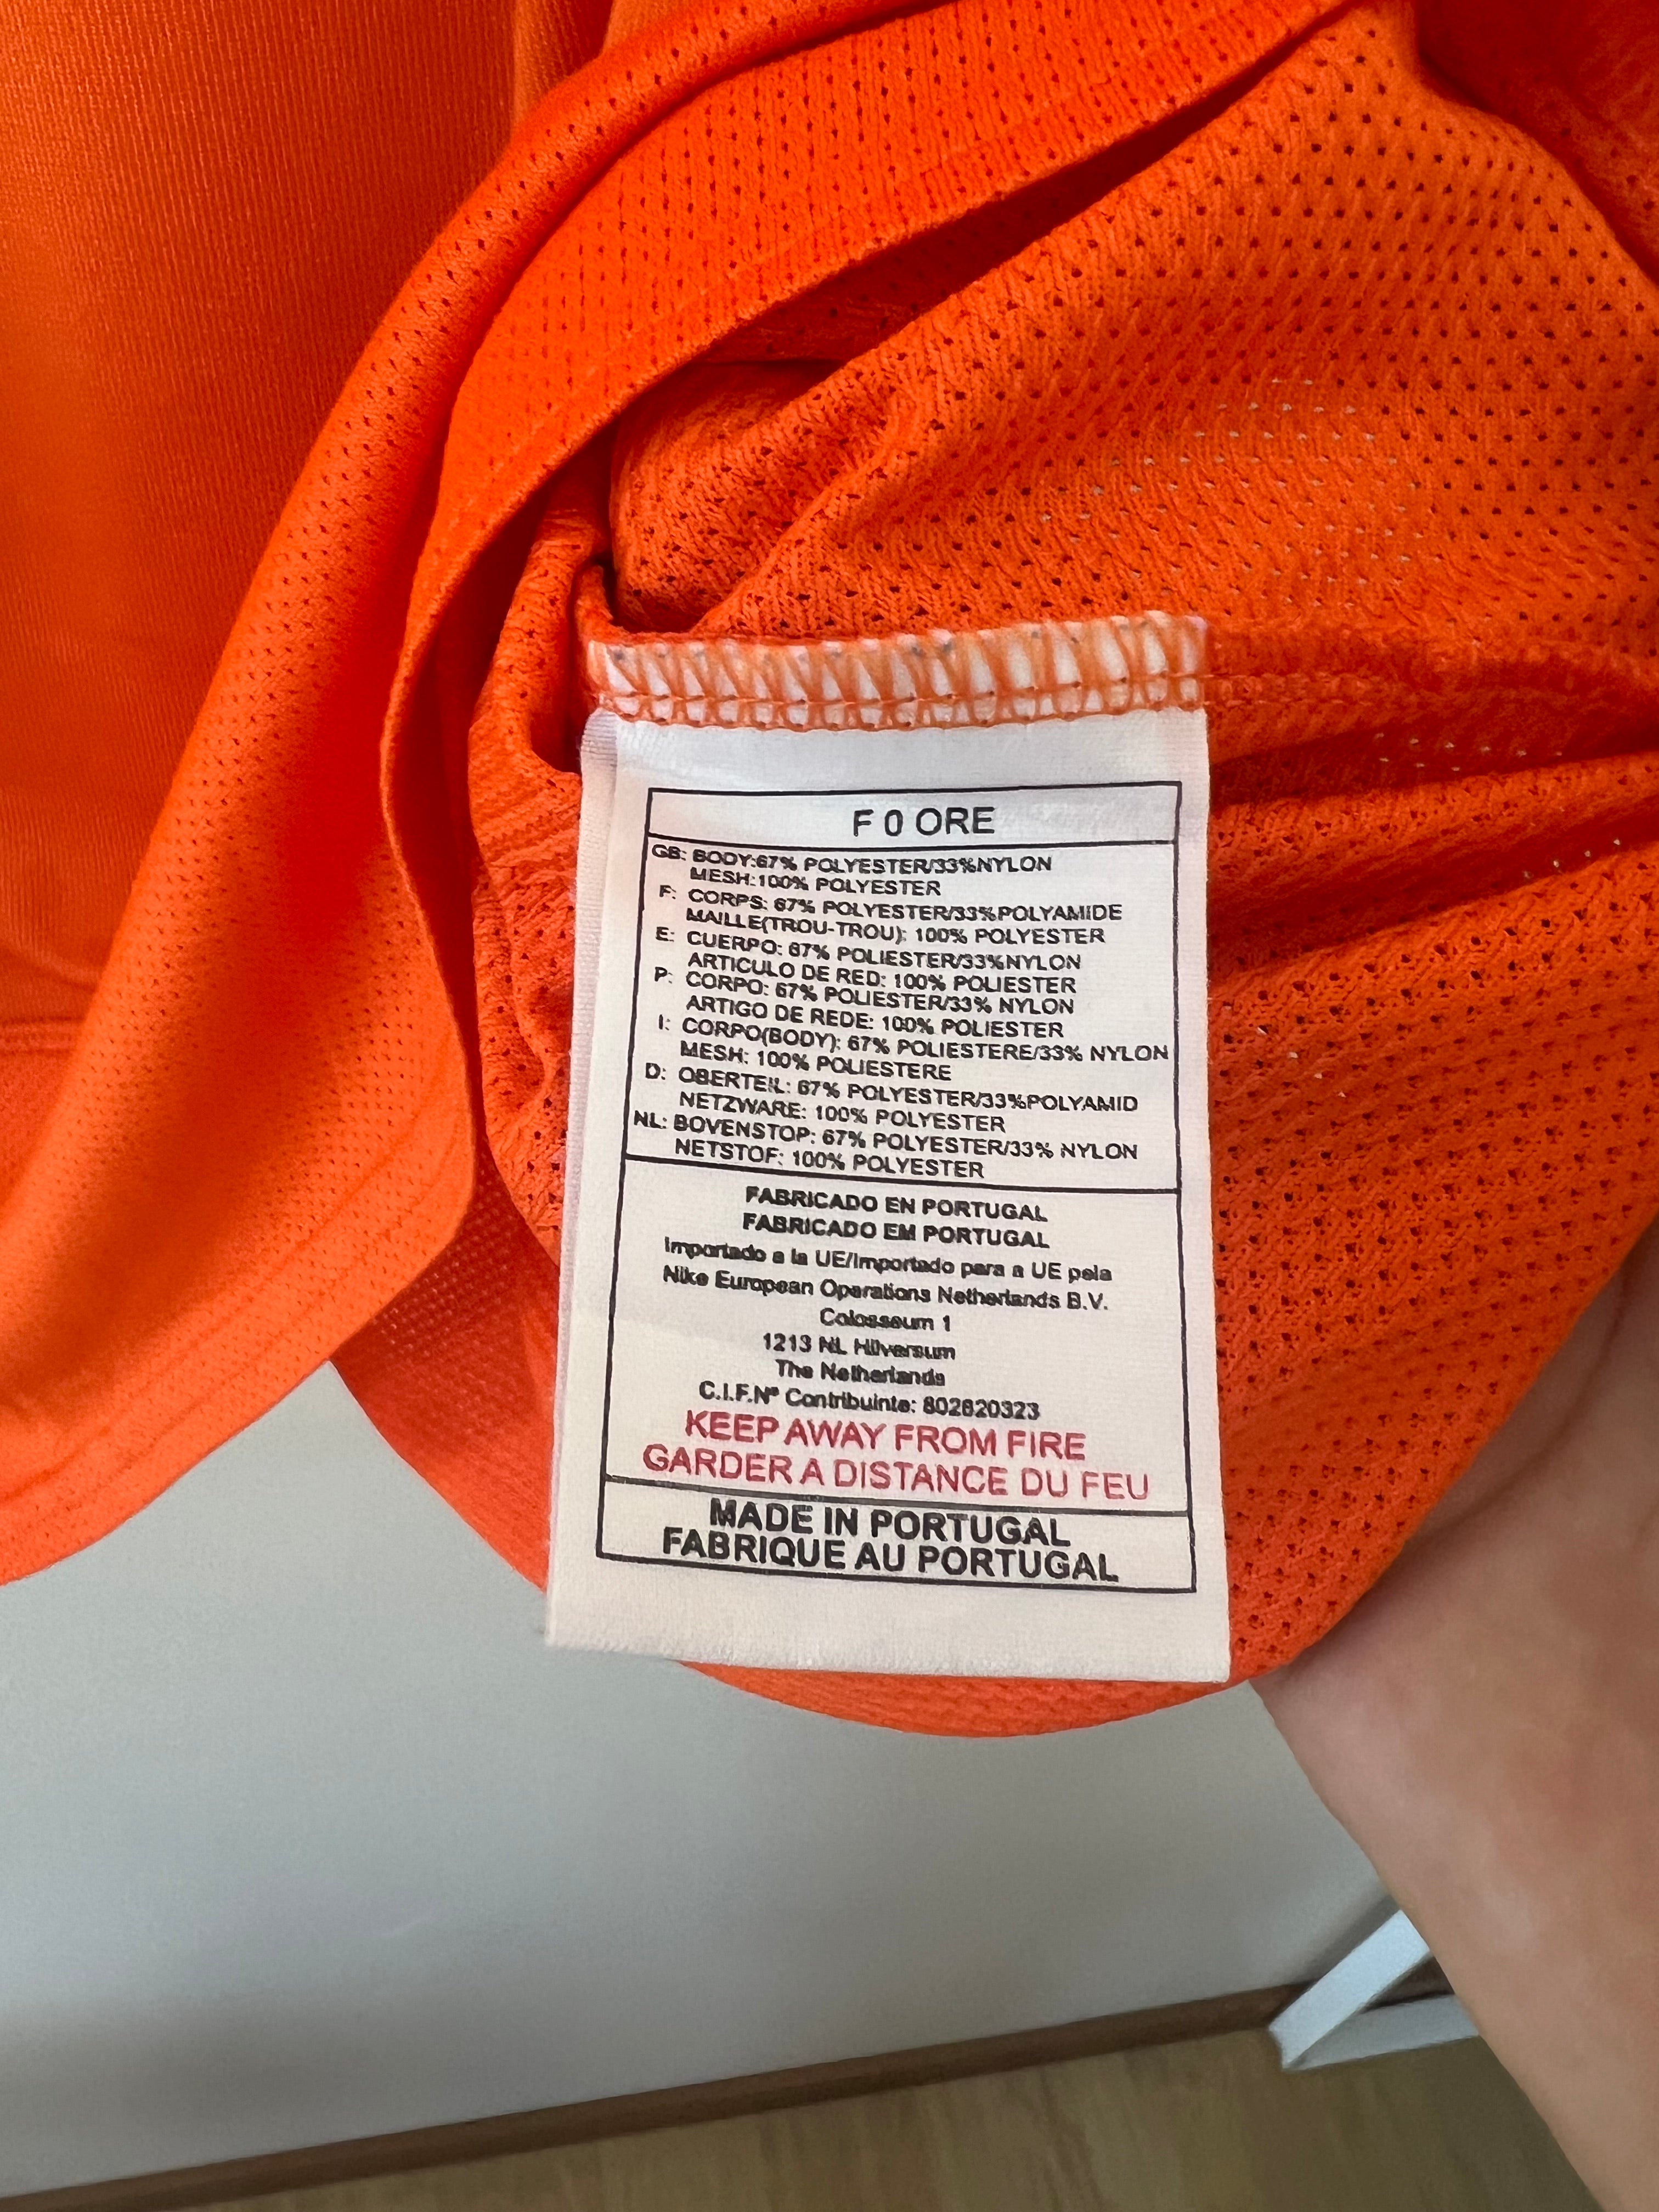 F 0 ORE
GB: BODY:67% POLYESTER/33%NYLON
MESH:100% POLYESTER
F: CORPS: 67% POLYESTER/33%POLYAMIDE
MAILLE(TROU-TROU): 100% POLYESTER
E: CUERPO: 67% POLIESTER/33%NYLON
ARTICULO DE RED: 100% POLIESTER
P: CORPO: 67% POLIESTER/33% NYLON
ARTIGO DE REDE: 100% POLIESTER
I: CORPO(BODY): 67% POLIESTERE/33% NYLON
MESH: 100% POLIESTERE
D: OBERTEIL: 67% POLYESTER/33%POLYAMID
NETZWARE: 100% POLYESTER
NL: BOVENSTOP: 67% POLYESTER/33% NYLON
NETSTOF: 100% POLYESTER
FABRICADO EN PORTUGAL
FABRICADO EM PORTUGAL
Importado a la UE/Importado para a UE pela
Nike European Operations Netherlands B.V.
Colosseum 1
1213 NL Hilversum
The Netherlands
C.I.F.Nº Contribuinte: 802620323
KEEP AWAY FROM FIRE
GARDER A DISTANCE DU FEU
MADE IN PORTUGAL
FABRIQUE AU PORTUGAL